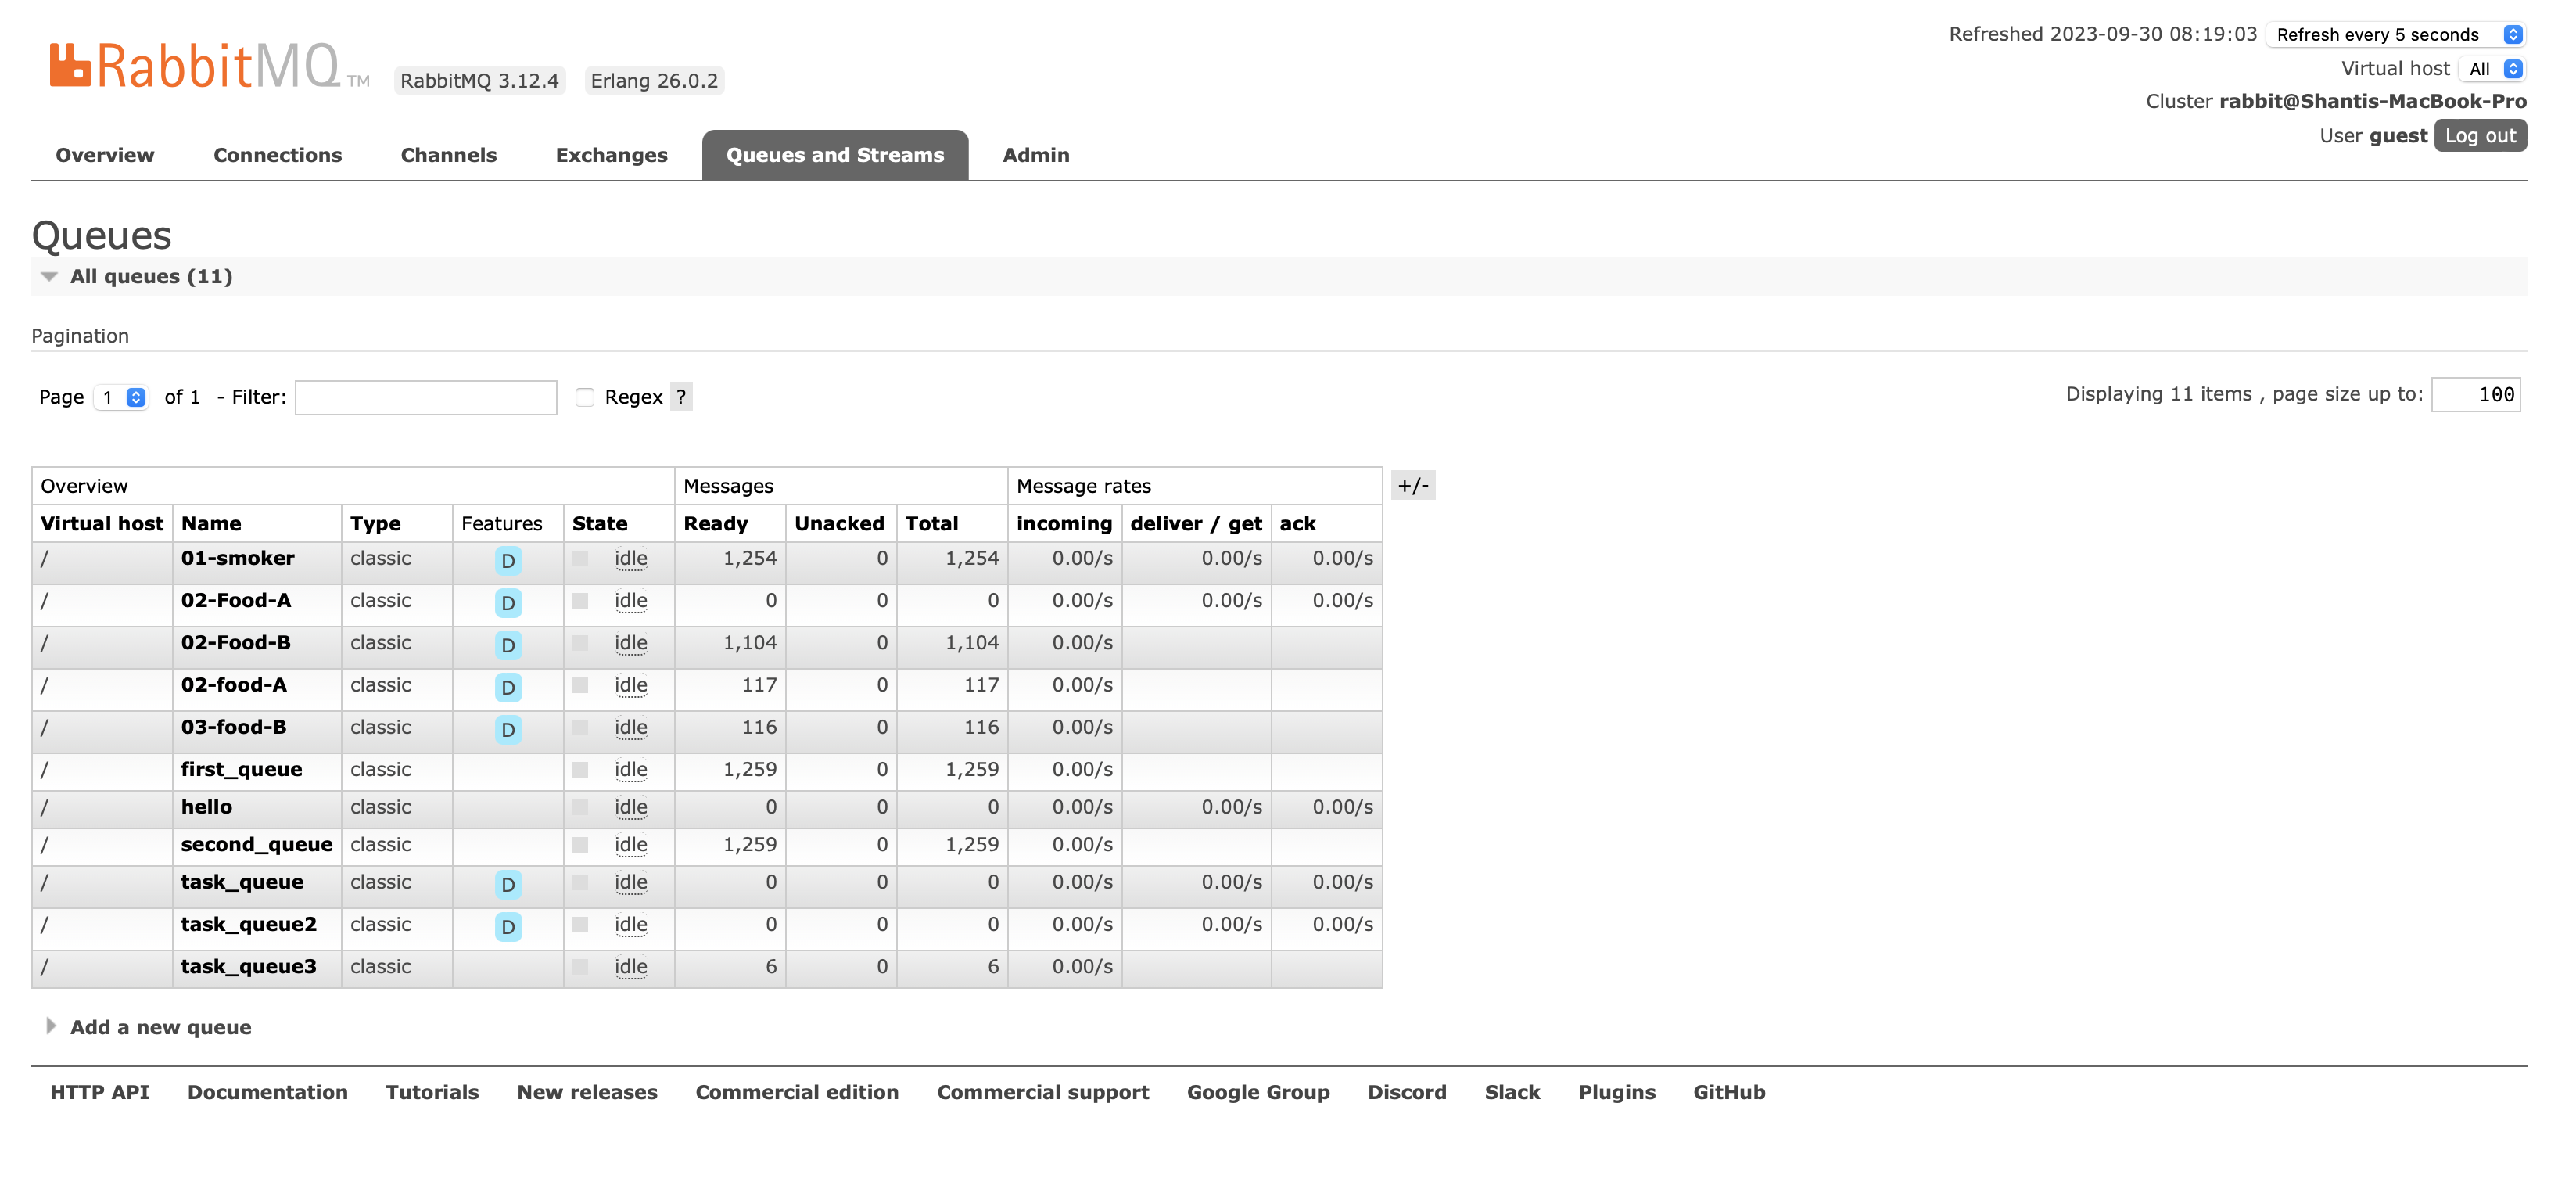 RabbitMQ TM RabbitMQ 3.12.4 Erlang 26.0.2
Refreshed 2023-09-30 08:19:03 Refresh every 5 seconds
Virtual host All
Cluster rabbit@Shantis-MacBook-Pro
User guest Log out
Overview Connections Channels Exchanges Queues and Streams Admin
Queues
All queues (11)
Pagination
Page 1 of 1 - Filter: Regex ? Displaying 11 items , page size up to: 100
Overview Messages Message rates +/-
Virtual host Name Type Features State Ready Unacked Total incoming deliver / get ack
/ 01-smoker classic D idle 1,254 0 1,254 0.00/s 0.00/s 0.00/s
/ 02-Food-A classic D idle 0 0 0 0.00/s 0.00/s 0.00/s
/ 02-Food-B classic D idle 1,104 0 1,104 0.00/s
/ 02-food-A classic D idle 117 0 117 0.00/s
/ 03-food-B classic D idle 116 0 116 0.00/s
/ first_queue classic idle 1,259 0 1,259 0.00/s
/ hello classic idle 0 0 0 0.00/s 0.00/s 0.00/s
/ second_queue classic idle 1,259 0 1,259 0.00/s
/ task_queue classic D idle 0 0 0 0.00/s 0.00/s 0.00/s
/ task_queue2 classic D idle 0 0 0 0.00/s 0.00/s 0.00/s
/ task_queue3 classic idle 6 0 6 0.00/s
Add a new queue
HTTP API Documentation Tutorials New releases Commercial edition Commercial support Google Group Discord Slack Plugins GitHub